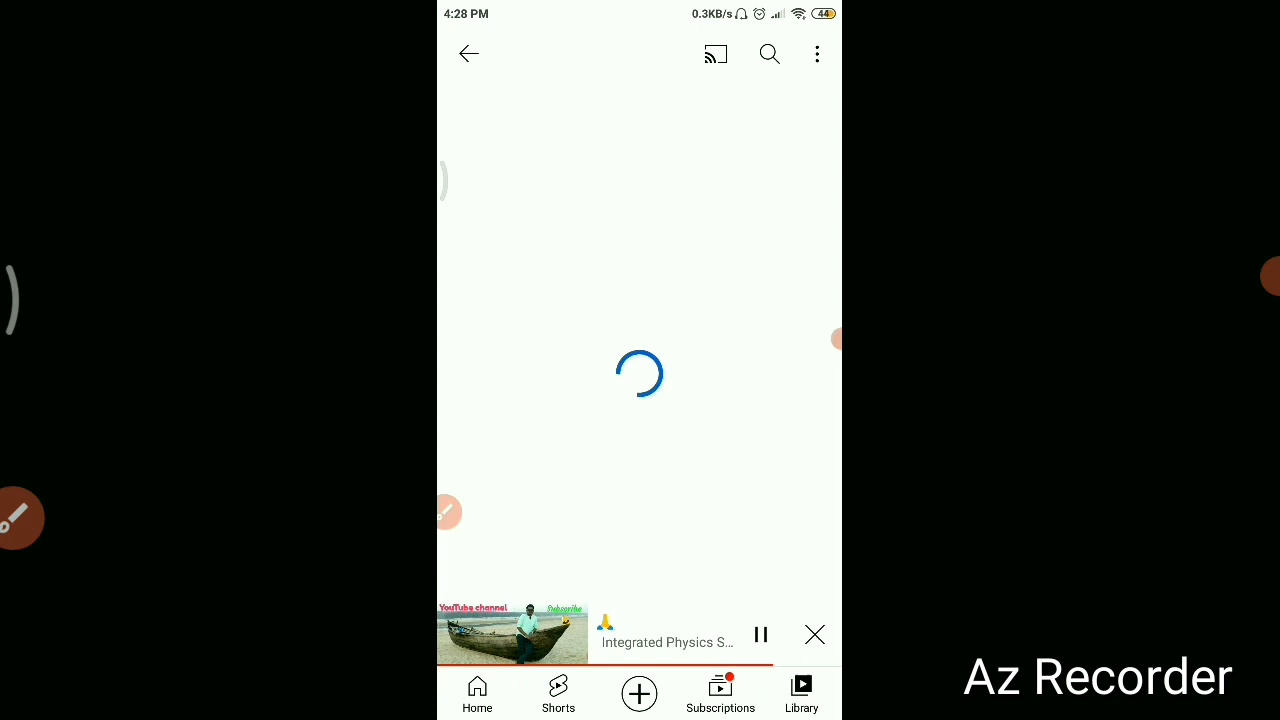 4:28 PM
0.3KB/s
44
YouTube channel
Subscribe
Integrated Physics S...
Home
Shorts
Subscriptions
Library
Az Recorder